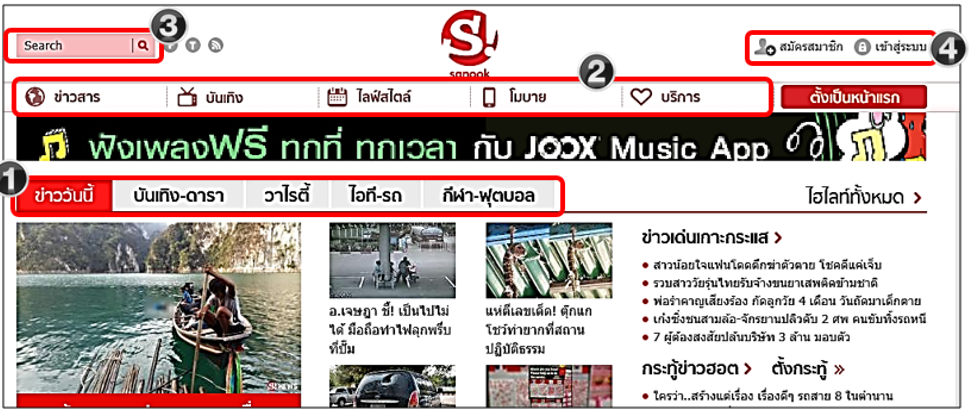 3
Search
S!
sanook
สมัครสมาชิก
เข้าสู่ระบบ
4
2
ข่าวสาร
บันเทิง
ไลฟ์สไตล์
โมบาย
บริการ
ตั้งเป็นหน้าแรก
ฟังเพลงฟรี ทุกที่ ทุกเวลา กับ JOOX Music App
1
ข่าววันนี้
บันเทิง-ดารา
วาไรตี้
ไอที-รถ
กีฬา-ฟุตบอล
ไฮไลท์ทั้งหมด
อ.เจษฎา ชี้! เป็นไปไม่
ได้ มือถือทำไฟลุกพรึ่บ
ที่ปั๊ม
แห่ตีเลขเด็ด! ตุ๊กแก
โชว์ท่ายากที่สถาน
ปฏิบัติธรรม
ข่าวเด่นเกาะกระแส
สาวน้อยใจแฟนโดดตึกฆ่าตัวตาย โชคดีแค่เจ็บ
รวบสาววัยรุ่นไทยรับจ้างขนยาเสพติดข้ามชาติ
พ่อรำคาญเสียงร้อง กัดลูกวัย 4 เดือน วันถัดมาเด็กตาย
เก๋งซิ่งชนสามล้อ-จักรยานปลิวดับ 2 ศพ คนขับทิ้งรถหนี
7 ผู้ต้องสงสัยปล้นบริษัท 3 ล้าน มอบตัว
กระทู้ข่าวฮอต
ตั้งกระทู้ »
ใครว่า..สร้างแต่เรื่อง เรื่องดีๆ รถสาย 8 ในตำนาน